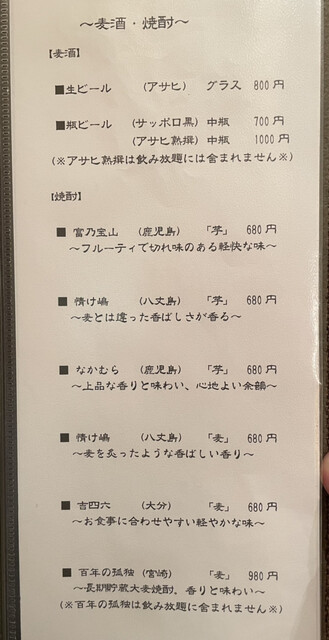 ～麦酒・焼酎～
【麦酒】
■生ビール （アサヒ） グラス 800円
■瓶ビール （サッポロ黒）中瓶 700円
（アサヒ熟撰）中瓶 1000円
（※アサヒ熟撰は飲み放題には含まれません※）
【焼酎】
■ 富乃宝山 （鹿児島） 「芋」 680円
～フルーティで切れ味のある軽快な味～
■ 情け嶋 （八丈島） 「芋」 680円
～麦とは違った香ばしさが香る～
■ なかむら （鹿児島） 「芋」 680円
～上品な香りと味わい、心地よい余韻～
■ 情け嶋 （八丈島） 「麦」 680円
～麦を炙ったような香ばしい香り～
■ 吉四六 （大分） 「麦」 680円
～お食事に合わせやすい軽やかな味～
■ 百年の孤独（宮崎） 「麦」 980円
～長期貯蔵大麦焼酎。香りと味わい～
（※百年の孤独は飲み放題に含まれません※）